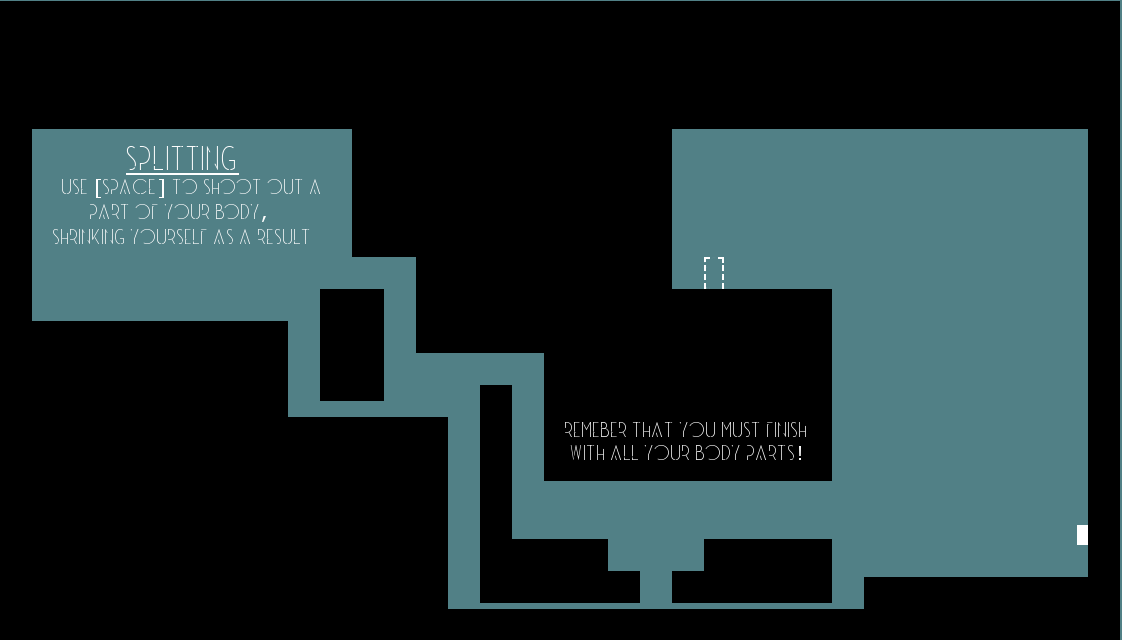 SPLITTING
USE [SPACE] TO SHOOT OUT A
PART OF YOUR BODY,
SHRINKING YOURSELF AS A RESULT
REMEBER THAT YOU MUST FINISH
WITH ALL YOUR BODY PARTS!